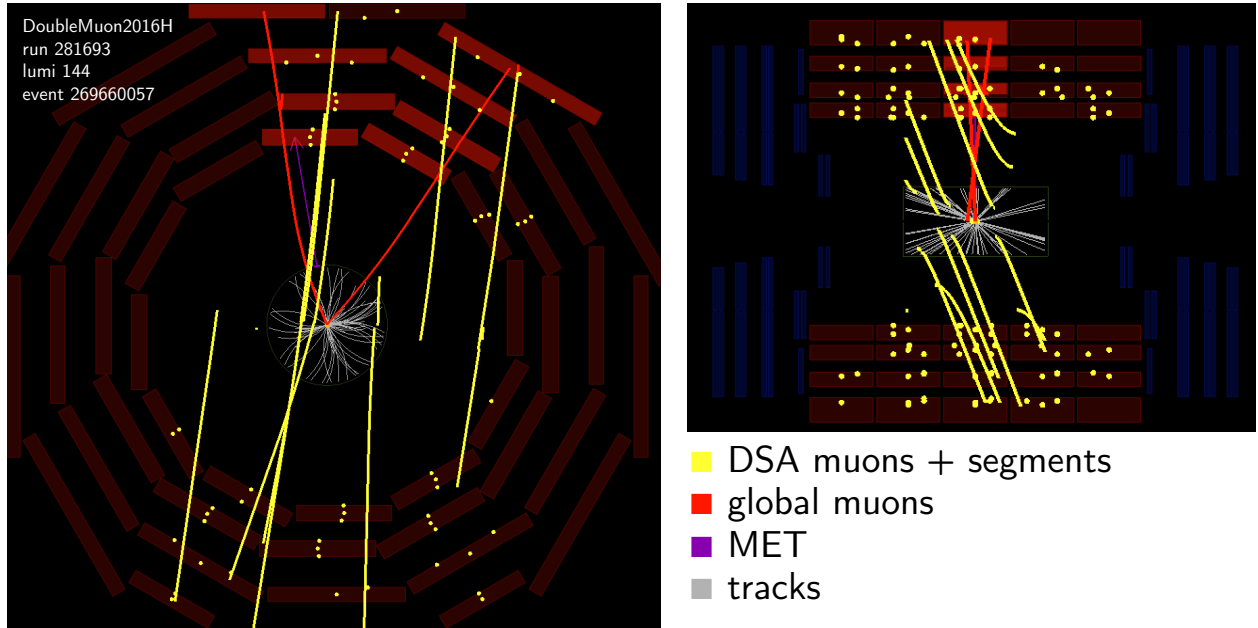 DoubleMuon2016H
run 281693
lumi 144
event 269660057
DSA muons + segments
global muons
MET
tracks